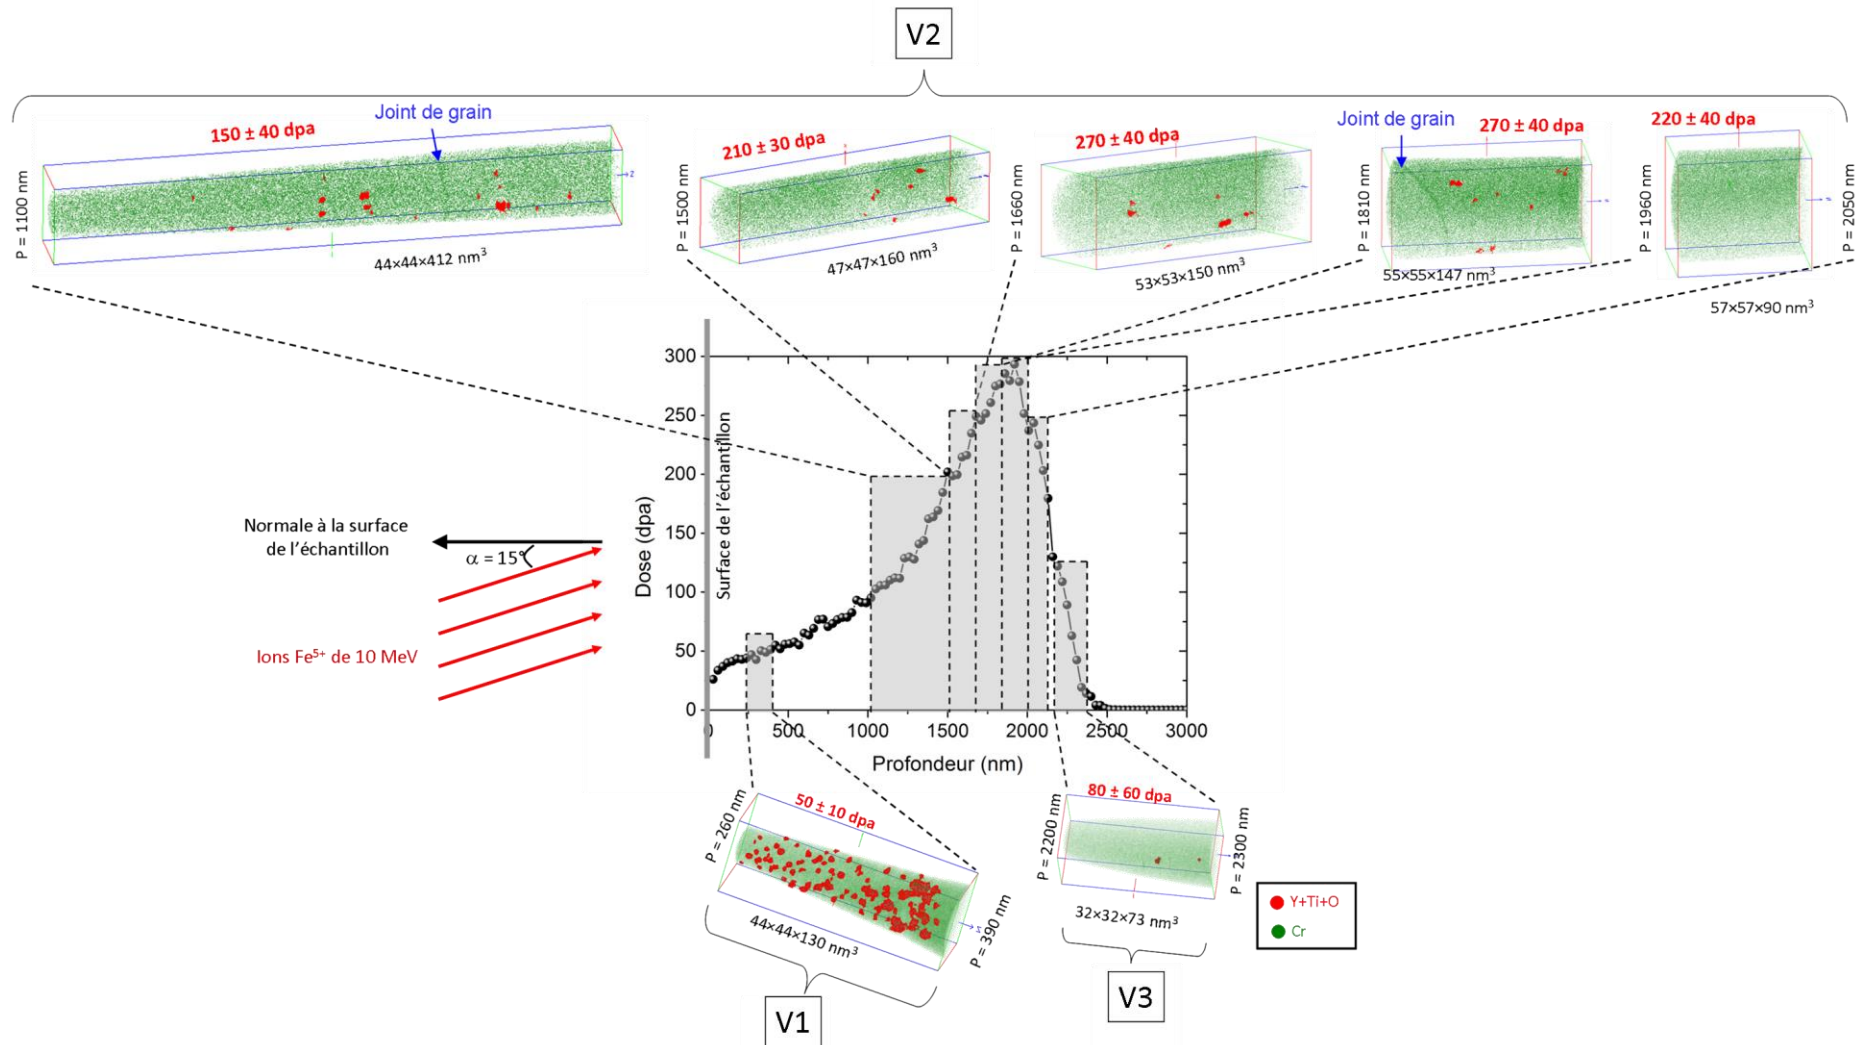 V2
150 ± 40 dpa
Joint de grain
P = 1100 nm
44×44×412 nm³
z
210 ± 30 dpa
P = 1500 nm
47×47×160 nm³
P = 1660 nm
270 ± 40 dpa
53×53×150 nm³
Joint de grain
270 ± 40 dpa
P = 1810 nm
55×55×147 nm³
220 ± 40 dpa
P = 1960 nm
P = 2050 nm
57×57×90 nm³
Normale à la surface
de l'échantillon
α = 15°
Ions Fe⁵⁺ de 10 MeV
Surface de l'échantillon
Dose (dpa)
300
250
200
150
100
50
0
0 500 1000 1500 2000 2500 3000
Profondeur (nm)
P = 260 nm
50 ± 10 dpa
44×44×130 nm³
P = 390 nm
V1
P = 2200 nm
80 ± 60 dpa
P = 2300 nm
32×32×73 nm³
V3
Y+Ti+O
Cr